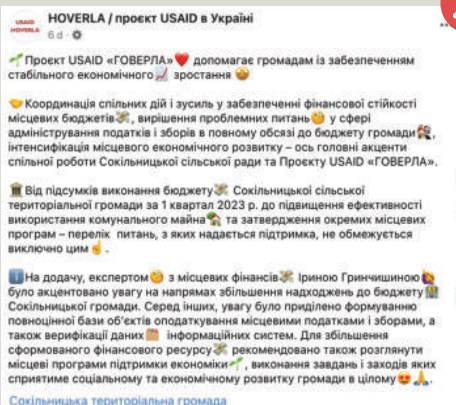 USAID
HOVERLA
HOVERLA / проєкт USAID в Україні
6 d ·
🌱Проєкт USAID «ГОВЕРЛА»❤️ допомагає громадам із забезпеченням
стабільного економічного📈 зростання 🤩
🤝Координація спільних дій і зусиль у забезпеченні фінансової стійкості
місцевих бюджетів💸, вирішення проблемних питань🧐 у сфері
адміністрування податків і зборів в повному обсязі до бюджету громади👨‍👩‍👧,
інтенсифікація місцевого економічного розвитку – ось головні акценти
спільної роботи Сокільницької сільської ради та Проєкту USAID «ГОВЕРЛА».
🏛️Від підсумків виконання бюджету💸 Сокільницької сільської
територіальної громади за 1 квартал 2023 р. до підвищення ефективності
використання комунального майна🏡 та затвердження окремих місцевих
програм – перелік питань, з яких надається підтримка, не обмежується
виключно цим☝️.
ℹ️На додачу, експертом🧐 з місцевих фінансів💸 Іриною Гринчишиною🙋‍♀️
було акцентовано увагу на напрямах збільшення надходжень до бюджету🏦
Сокільницької громади. Серед інших, увагу було приділено формуванню
повноцінної бази об'єктів оподаткування місцевими податками і зборами, а
також верифікації даних🗂️ інформаційних систем. Для збільшення
сформованого фінансового ресурсу💸 рекомендовано також розглянути
місцеві програми підтримки економіки🌱, виконання завдань і заходів яких
сприятиме соціальному та економічному розвитку громади в цілому😍🙏.
Сокільницька територіальна громада